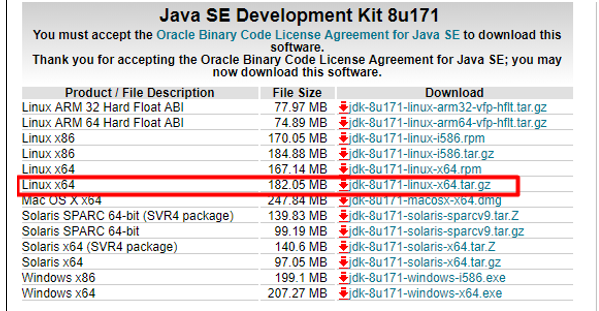 Java SE Development Kit 8u171
You must accept the Oracle Binary Code License Agreement for Java SE to download this
software.
Thank you for accepting the Oracle Binary Code License Agreement for Java SE; you may
now download this software.
Product / File Description File Size Download
Linux ARM 32 Hard Float ABI 77.97 MB jdk-8u171-linux-arm32-vfp-hflt.tar.gz
Linux ARM 64 Hard Float ABI 74.89 MB jdk-8u171-linux-arm64-vfp-hflt.tar.gz
Linux x86 170.05 MB jdk-8u171-linux-i586.rpm
Linux x86 184.88 MB jdk-8u171-linux-i586.tar.gz
Linux x64 167.14 MB jdk-8u171-linux-x64.rpm
Linux x64 182.05 MB jdk-8u171-linux-x64.tar.gz
Mac OS X x64 247.84 MB jdk-8u171-macosx-x64.dmg
Solaris SPARC 64-bit (SVR4 package) 139.83 MB jdk-8u171-solaris-sparcv9.tar.Z
Solaris SPARC 64-bit 99.19 MB jdk-8u171-solaris-sparcv9.tar.gz
Solaris x64 (SVR4 package) 140.6 MB jdk-8u171-solaris-x64.tar.Z
Solaris x64 97.05 MB jdk-8u171-solaris-x64.tar.gz
Windows x86 199.1 MB jdk-8u171-windows-i586.exe
Windows x64 207.27 MB jdk-8u171-windows-x64.exe